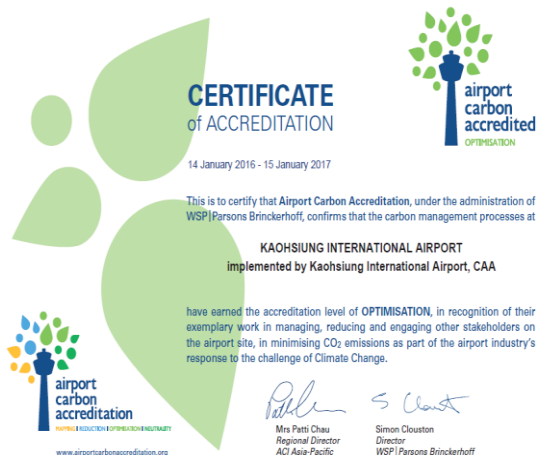 CERTIFICATE
of ACCREDITATION
airport
carbon
accredited
OPTIMISATION
14 January 2016 - 15 January 2017
This is to certify that Airport Carbon Accreditation, under the administration of
WSP|Parsons Brinckerhoff, confirms that the carbon management processes at
KAOHSIUNG INTERNATIONAL AIRPORT
implemented by Kaohsiung International Airport, CAA
have earned the accreditation level of OPTIMISATION, in recognition of their
exemplary work in managing, reducing and engaging other stakeholders on
the airport site, in minimising CO₂ emissions as part of the airport industry's
response to the challenge of Climate Change.
airport
carbon
accreditation
MAPPING | REDUCTION | OPTIMISATION | NEUTRALITY
www.airportcarbonaccreditation.org
Mrs Patti Chau
Regional Director
ACI Asia-Pacific
S Clouston
Simon Clouston
Director
WSP|Parsons Brinckerhoff